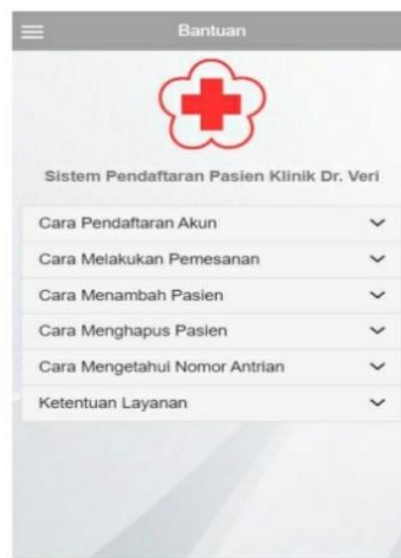 Bantuan
Sistem Pendaftaran Pasien Klinik Dr. Veri
Cara Pendaftaran Akun
Cara Melakukan Pemesanan
Cara Menambah Pasien
Cara Menghapus Pasien
Cara Mengetahui Nomor Antrian
Ketentuan Layanan